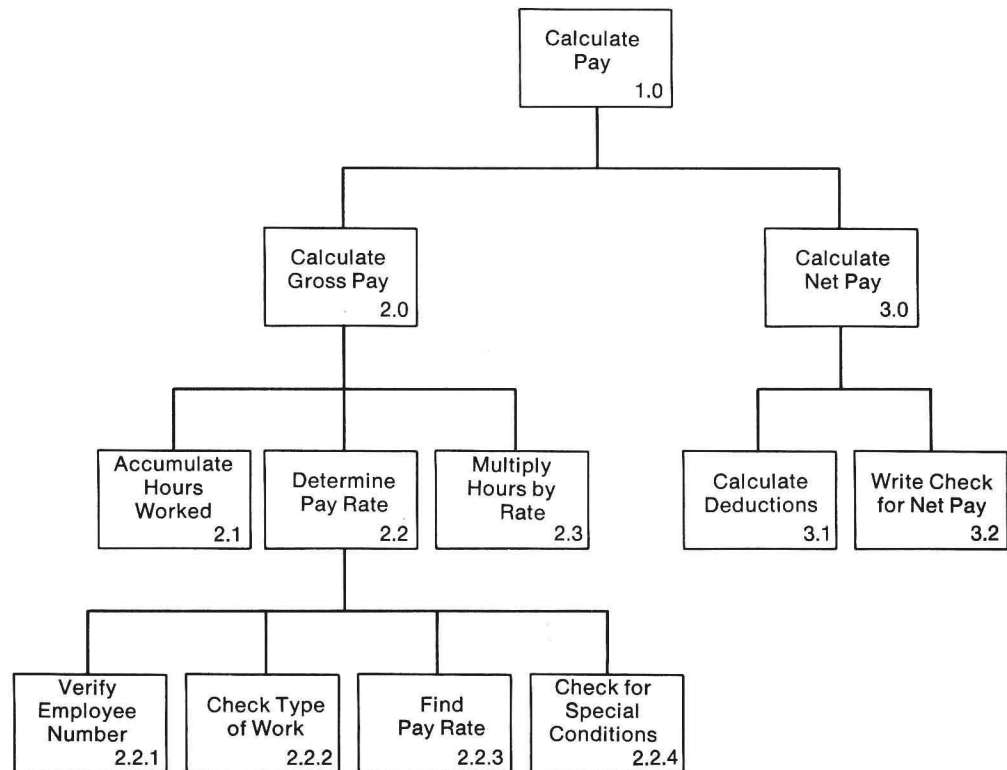 Calculate
Pay
1.0
Calculate
Gross Pay
2.0
Calculate
Net Pay
3.0
Accumulate
Hours
Worked
2.1
Determine
Pay Rate
2.2
Multiply
Hours by
Rate
2.3
Calculate
Deductions
3.1
Write Check
for Net Pay
3.2
Verify
Employee
Number
2.2.1
Check Type
of Work
2.2.2
Find
Pay Rate
2.2.3
Check for
Special
Conditions
2.2.4